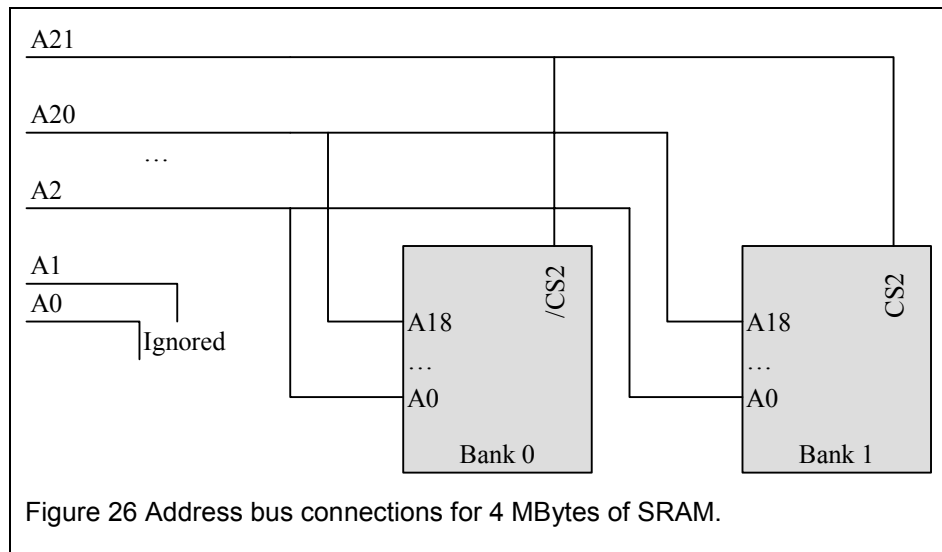 A21
A20
…
A2
A1
A0
Ignored
/CS2
A18
…
A0
Bank 0
CS2
A18
…
A0
Bank 1
Figure 26 Address bus connections for 4 MBytes of SRAM.